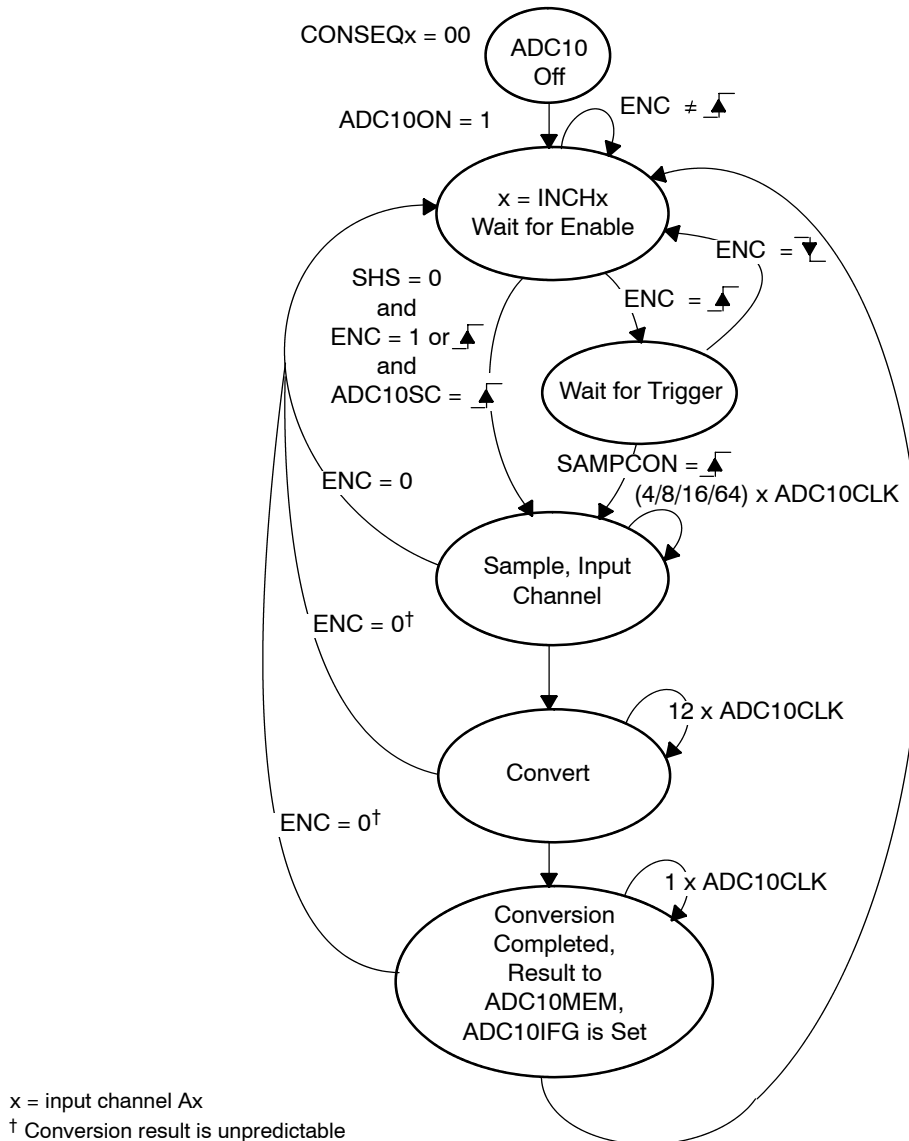 CONSEQx = 00
ADC10
Off
ADC10ON = 1
ENC ≠
x = INCHx
Wait for Enable
ENC =
SHS = 0
and
ENC = 1 or
and
ADC10SC =
ENC =
Wait for Trigger
SAMPCON =
(4/8/16/64) x ADC10CLK
ENC = 0
Sample, Input
Channel
ENC = 0†
12 x ADC10CLK
Convert
ENC = 0†
1 x ADC10CLK
Conversion
Completed,
Result to
ADC10MEM,
ADC10IFG is Set
x = input channel Ax
† Conversion result is unpredictable